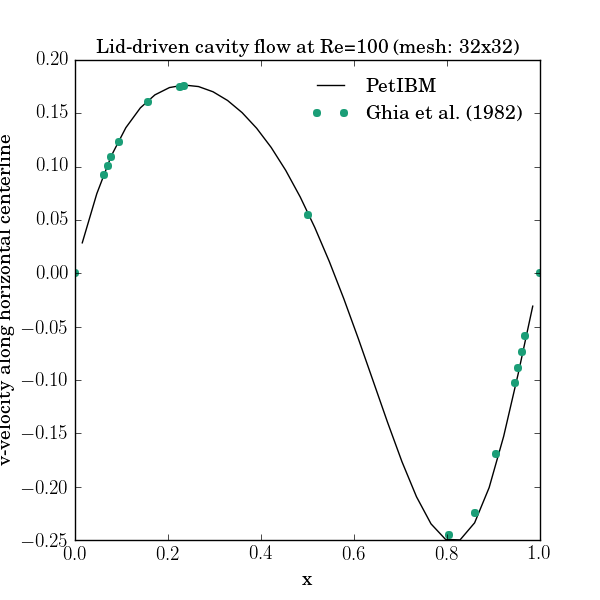 Lid-driven cavity flow at Re=100 (mesh: 32x32)
PetIBM
Ghia et al. (1982)
v-velocity along horizontal centerline
0.20
0.15
0.10
0.05
0.00
−0.05
−0.10
−0.15
−0.20
−0.25
0.0 0.2 0.4 0.6 0.8 1.0
x